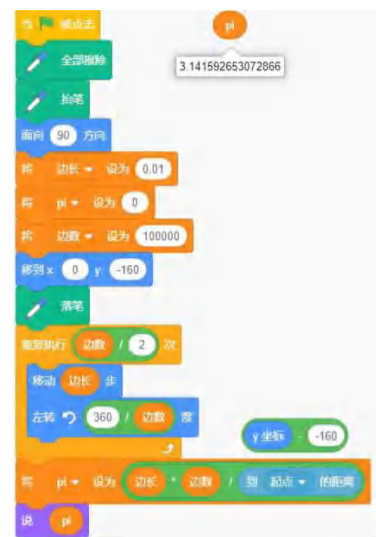 当 被点击
pi
全部擦除
3.141592653072866
抬笔
面向 90 方向
将 边长 设为 0.01
将 pi 设为 0
将 边数 设为 100000
移到 x 0 y -160
落笔
重复执行 边数 / 2 次
移动 边长 步
左转 360 / 边数 度
y 坐标 - -160
将 pi 设为 边长 * 边数 / 到 起点 的距离
说 pi